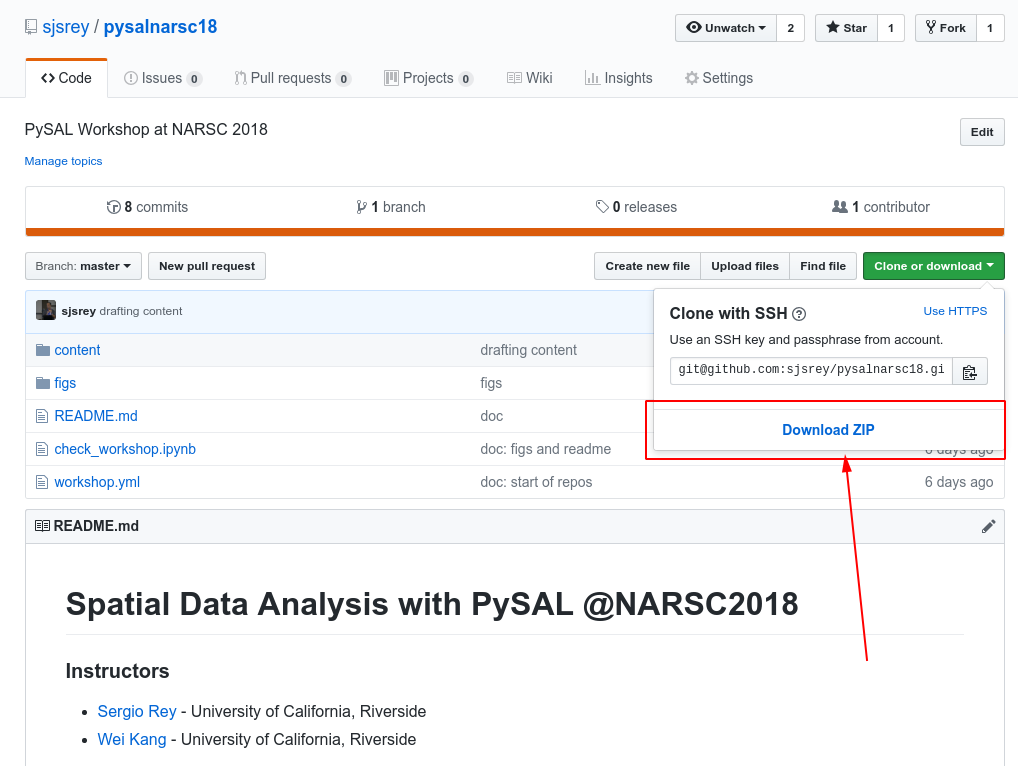 sjsrey / pysalnarsc18 Unwatch 2 Star 1 Fork 1
Code Issues 0 Pull requests 0 Projects 0 Wiki Insights Settings
PySAL Workshop at NARSC 2018 Edit
Manage topics
8 commits 1 branch 0 releases 1 contributor
Branch: master New pull request Create new file Upload files Find file Clone or download
sjsrey drafting content
Clone with SSH Use HTTPS
Use an SSH key and passphrase from account.
git@github.com:sjsrey/pysalnarsc18.gi
Download ZIP
content drafting content
figs figs
README.md doc
check_workshop.ipynb doc: figs and readme 6 days ago
workshop.yml doc: start of repos 6 days ago
README.md
Spatial Data Analysis with PySAL @NARSC2018
Instructors
• Sergio Rey - University of California, Riverside
• Wei Kang - University of California, Riverside